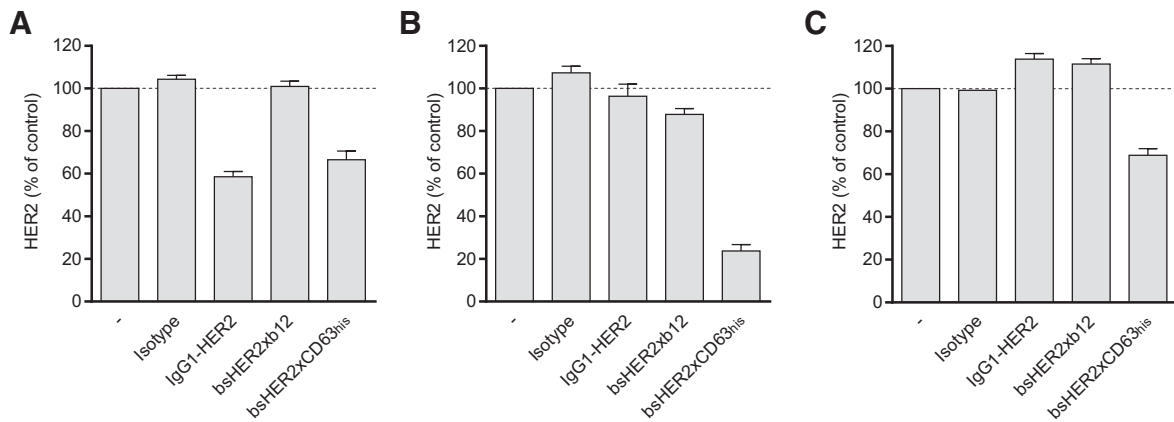 A
HER2 (% of control)
120
100
80
60
40
20
0
-
Isotype
IgG1-HER2
bsHER2xb12
bsHER2xCD63his
B
HER2 (% of control)
120
100
80
60
40
20
0
-
Isotype
IgG1-HER2
bsHER2xb12
bsHER2xCD63his
C
HER2 (% of control)
120
100
80
60
40
20
0
-
Isotype
IgG1-HER2
bsHER2xb12
bsHER2xCD63his